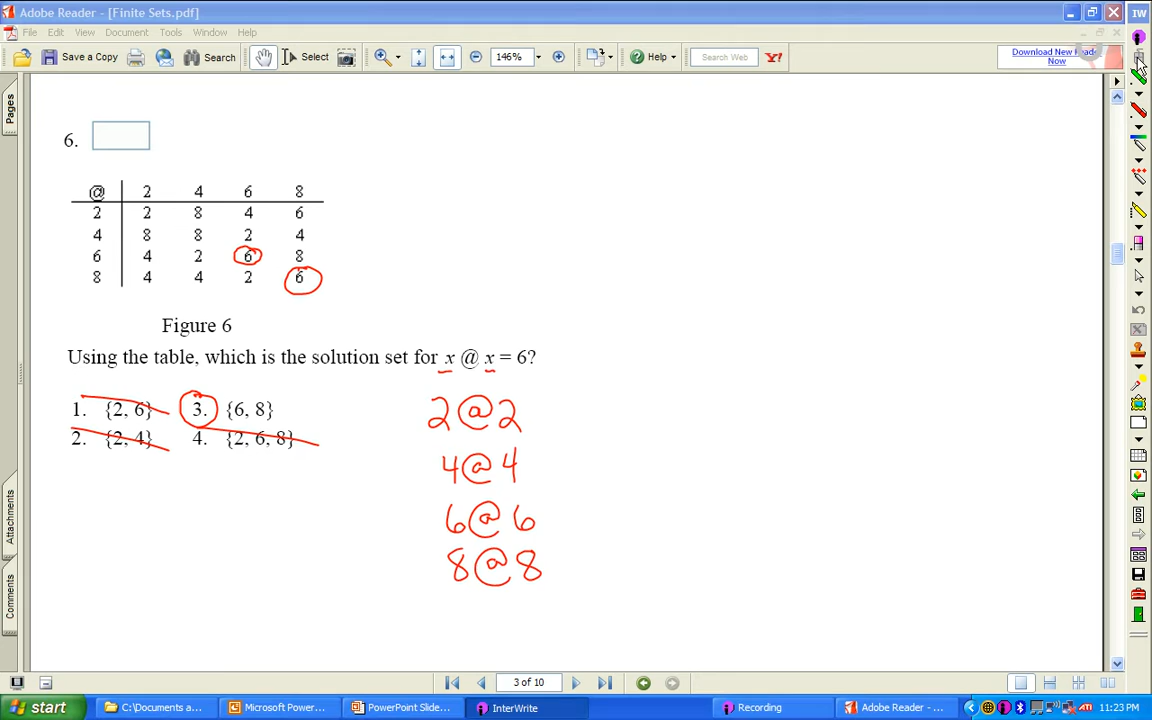 Adobe Reader - [Finite Sets.pdf]
IW
File Edit View Document Tools Window Help
Save a Copy Search Select 146% Help Search Web Y!
Download New Reader Now
Pages
Attachments
Comments
6.
@ 2 4 6 8
2 2 8 4 6
4 8 8 2 4
6 4 2 6 8
8 4 4 2 6
Figure 6
Using the table, which is the solution set for x @ x = 6?
1. {2, 6} 3. {6, 8}
2. {2, 4} 4. {2, 6, 8}
2@2
4@4
6@6
8@8
3 of 10
start C:\Documents a... Microsoft Power... PowerPoint Slide... InterWrite Recording Adobe Reader - ... ATI 11:23 PM